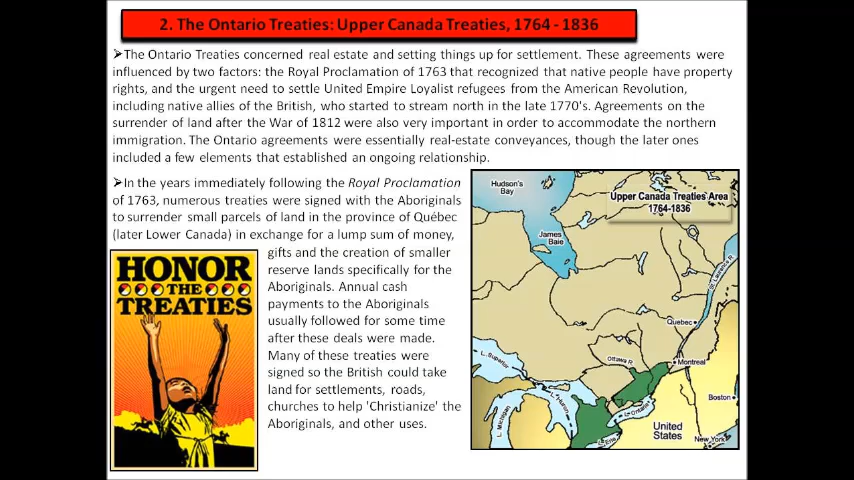 2. The Ontario Treaties: Upper Canada Treaties, 1764 - 1836
➢The Ontario Treaties concerned real estate and setting things up for settlement. These agreements were
influenced by two factors: the Royal Proclamation of 1763 that recognized that native people have property
rights, and the urgent need to settle United Empire Loyalist refugees from the American Revolution,
including native allies of the British, who started to stream north in the late 1770's. Agreements on the
surrender of land after the War of 1812 were also very important in order to accommodate the northern
immigration. The Ontario agreements were essentially real-estate conveyances, though the later ones
included a few elements that established an ongoing relationship.
➢In the years immediately following the Royal Proclamation
of 1763, numerous treaties were signed with the Aboriginals
to surrender small parcels of land in the province of Québec
(later Lower Canada) in exchange for a lump sum of money,
gifts and the creation of smaller
reserve lands specifically for the
Aboriginals. Annual cash
payments to the Aboriginals
usually followed for some time
after these deals were made.
Many of these treaties were
signed so the British could take
land for settlements, roads,
churches to help 'Christianize' the
Aboriginals, and other uses.
HONOR
THE
TREATIES
Hudson's
Bay
Upper Canada Treaties Area
1764-1836
James
Baie
St. Lawrence R.
Quebec
Montreal
Ottawa R.
L. Superior
L. Huron
L. Michigan
L. Ontario
L. Erie
Boston
United
States
New York